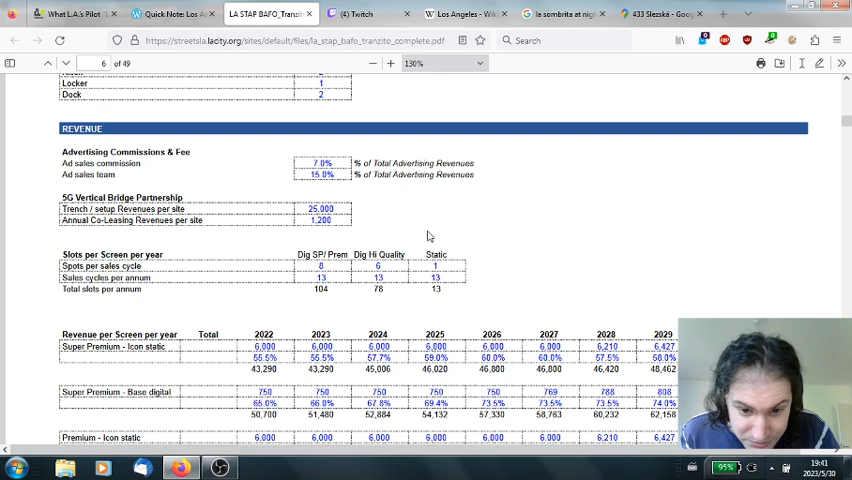 What L.A.'s Pilot "L
Quick Note: Los A
LA STAP BAFO_Tranzito
(4) Twitch
Los Angeles - Wiki
la sombrita at nigh
433 Slezská - Goog
https://streetsla.lacity.org/sites/default/files/la_stap_bafo_tranzito_complete.pdf
Search
6 of 49
130%
Locker 1
Dock 2
REVENUE
Advertising Commissions & Fee
Ad sales commission 7.0% % of Total Advertising Revenues
Ad sales team 15.0% % of Total Advertising Revenues
5G Vertical Bridge Partnership
Trench / setup Revenues per site 25,000
Annual Co-Leasing Revenues per site 1,200
Slots per Screen per year Dig SP/ Prem Dig Hi Quality Static
Spots per sales cycle 8 6 1
Sales cycles per annum 13 13 13
Total slots per annum 104 78 13
Revenue per Screen per year Total 2022 2023 2024 2025 2026 2027 2028 2029
Super Premium - Icon static 6,000 6,000 6,000 6,000 6,000 6,000 6,210 6,427
55.5% 55.5% 57.7% 59.0% 60.0% 60.0% 57.5% 58.0%
43,290 43,290 45,006 46,020 46,800 46,800 46,420 48,462
Super Premium - Base digital 750 750 750 750 750 769 788 808
65.0% 66.0% 67.8% 69.4% 73.5% 73.5% 73.5% 74.0%
50,700 51,480 52,884 54,132 57,330 58,763 60,232 62,158
Premium - Icon static 6,000 6,000 6,000 6,000 6,000 6,000 6,210 6,427
95%
19:41
2023/5/30